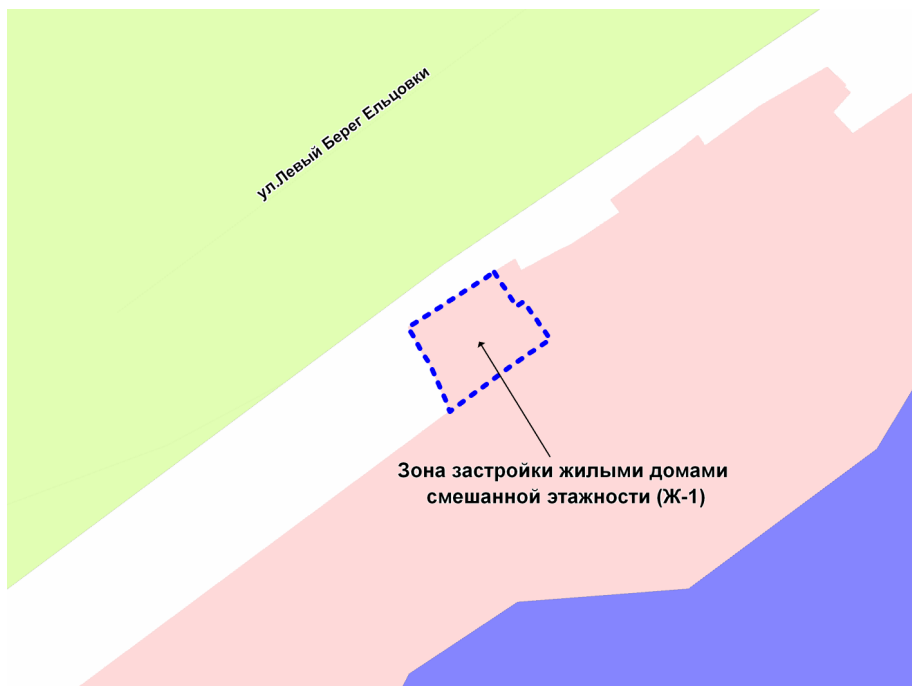 ул.Левый Берег Ельцовки
Зона застройки жилыми домами
смешанной этажности (Ж-1)